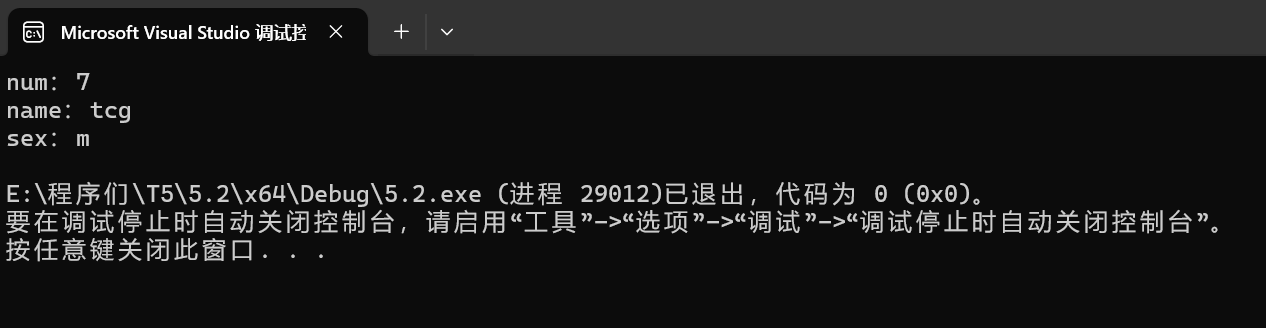 Microsoft Visual Studio 调试控
num：7
name：tcg
sex：m
E:\程序们\T5\5.2\x64\Debug\5.2.exe (进程 29012)已退出，代码为 0 (0x0)。
要在调试停止时自动关闭控制台，请启用“工具”->“选项”->“调试”->“调试停止时自动关闭控制台”。
按任意键关闭此窗口. . .